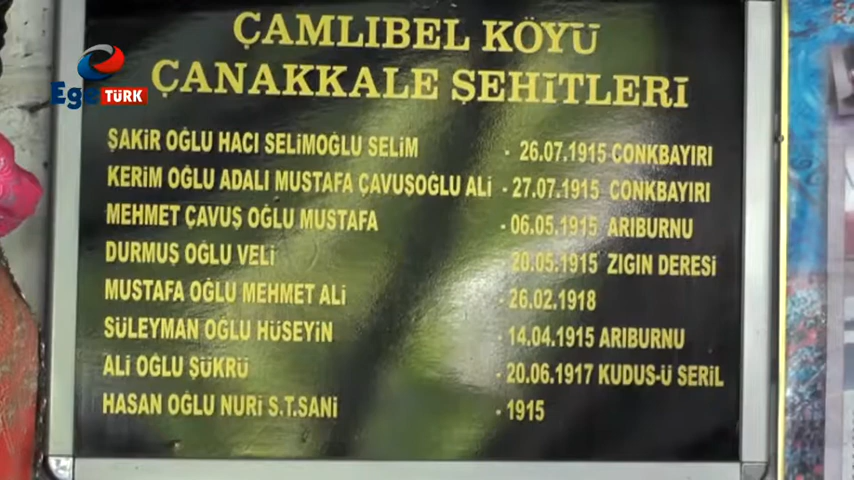 ÇAMLIBEL KÖYÜ
ÇANAKKALE ŞEHİTLERİ
Ege TÜRK
ŞAKİR OĞLU HACI SELİMOĞLU SELİM - 26.07.1915 CONKBAYIRI
KERİM OĞLU ADALI MUSTAFA ÇAVUŞOĞLU ALİ - 27.07.1915 CONKBAYIRI
MEHMET ÇAVUŞ OĞLU MUSTAFA - 06.05.1915 ARIBURNU
DURMUŞ OĞLU VELİ - 20.05.1915 ZIGIN DERESİ
MUSTAFA OĞLU MEHMET ALİ - 26.02.1918
SÜLEYMAN OĞLU HÜSEYİN - 14.04.1915 ARIBURNU
ALİ OĞLU ŞÜKRÜ - 20.06.1917 KUDUS-Ü SERİL
HASAN OĞLU NURİ S.T.SANİ - 1915